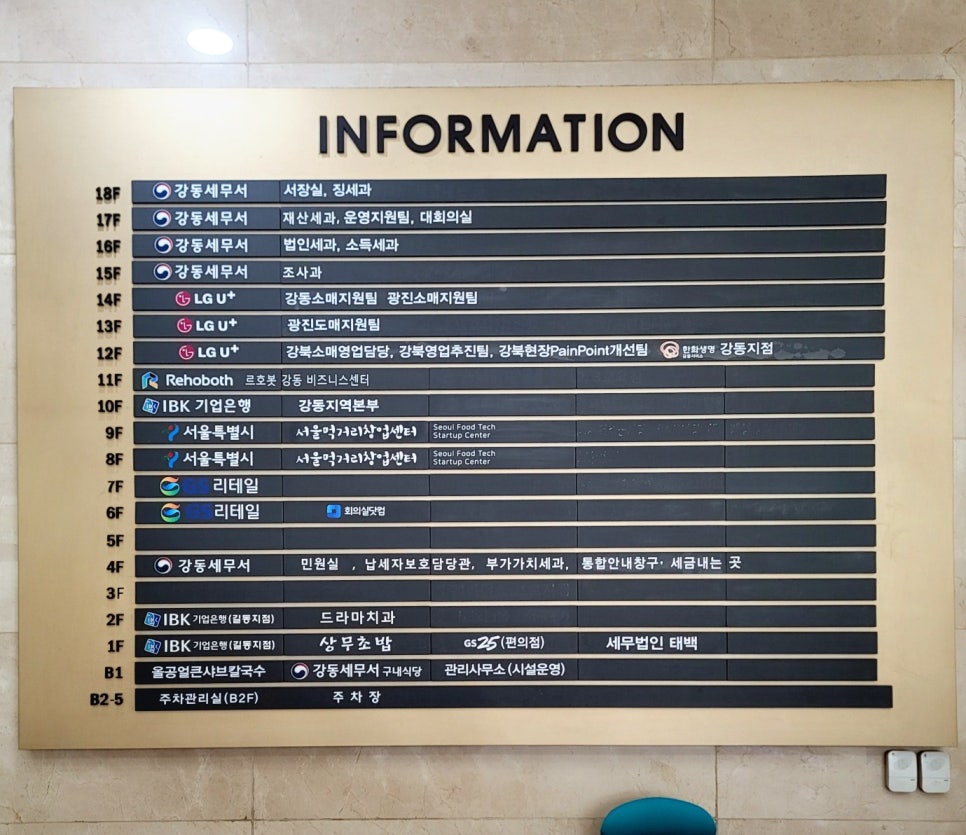 INFORMATION
18F 강동세무서 서장실, 징세과
17F 강동세무서 재산세과, 운영지원팀, 대회의실
16F 강동세무서 법인세과, 소득세과
15F 강동세무서 조사과
14F LG U+ 강동소매지원팀 광진소매지원팀
13F LG U+ 광진도매지원팀
12F LG U+ 강북소매영업담당, 강북영업추진팀, 강북현장PainPoint개선팀 한화생명 금융서비스 강동지점
11F Rehoboth 르호봇 강동 비즈니스센터
10F IBK 기업은행 강동지역본부
9F 서울특별시 서울먹거리창업센터 Seoul Food Tech Startup Center
8F 서울특별시 서울먹거리창업센터 Seoul Food Tech Startup Center
7F GS리테일
6F GS리테일 회의실닷컴
5F
4F 강동세무서 민원실 , 납세자보호담당관, 부가가치세과, 통합안내창구· 세금내는 곳
3F
2F IBK 기업은행(길동지점) 드라마치과
1F IBK 기업은행(길동지점) 상무초밥 GS25(편의점) 세무법인 태백
B1 올공얼큰샤브칼국수 강동세무서 구내식당 관리사무소(시설운영)
B2-5 주차관리실(B2F) 주 차 장